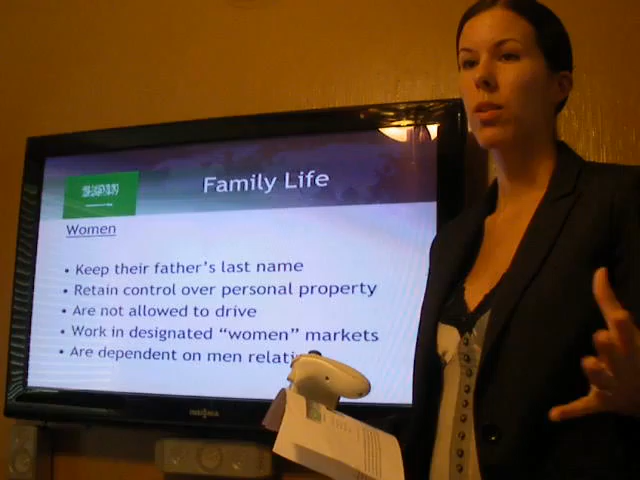 Family Life
Women
• Keep their father's last name
• Retain control over personal property
• Are not allowed to drive
• Work in designated "women" markets
• Are dependent on men
INSIGNIA